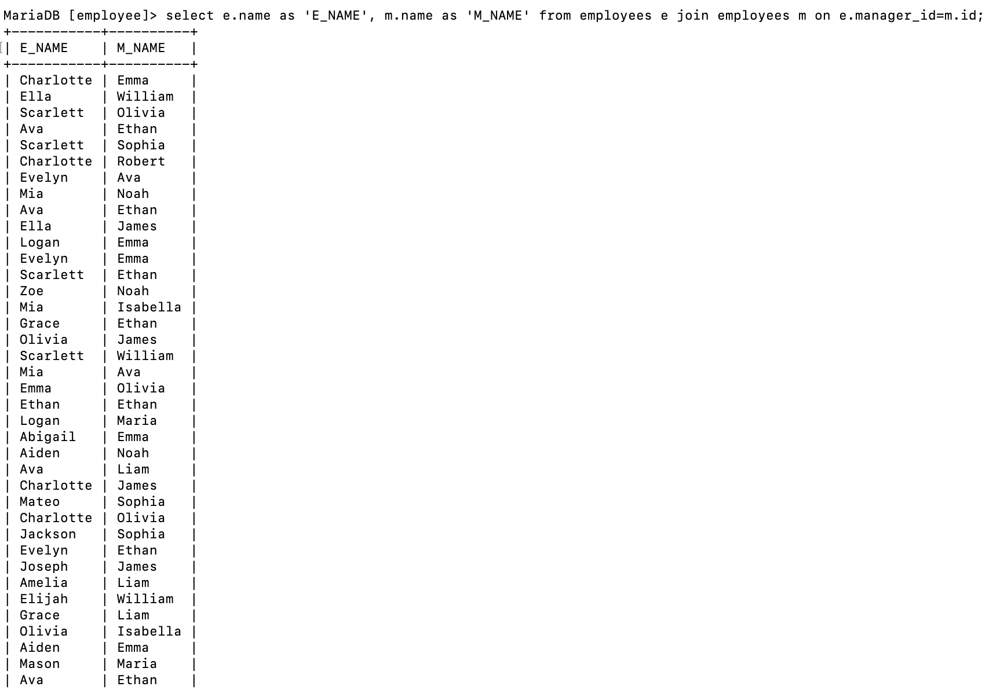 MariaDB [employee]> select e.name as 'E_NAME', m.name as 'M_NAME' from employees e join employees m on e.manager_id=m.id;
+-----------+----------+
| E_NAME    | M_NAME   |
+-----------+----------+
| Charlotte | Emma     |
| Ella      | William  |
| Scarlett  | Olivia   |
| Ava       | Ethan    |
| Scarlett  | Sophia   |
| Charlotte | Robert   |
| Evelyn    | Ava      |
| Mia       | Noah     |
| Ava       | Ethan    |
| Ella      | James    |
| Logan     | Emma     |
| Evelyn    | Emma     |
| Scarlett  | Ethan    |
| Zoe       | Noah     |
| Mia       | Isabella |
| Grace     | Ethan    |
| Olivia    | James    |
| Scarlett  | William  |
| Mia       | Ava      |
| Emma      | Olivia   |
| Ethan     | Ethan    |
| Logan     | Maria    |
| Abigail   | Emma     |
| Aiden     | Noah     |
| Ava       | Liam     |
| Charlotte | James    |
| Mateo     | Sophia   |
| Charlotte | Olivia   |
| Jackson   | Sophia   |
| Evelyn    | Ethan    |
| Joseph    | James    |
| Amelia    | Liam     |
| Elijah    | William  |
| Grace     | Liam     |
| Olivia    | Isabella |
| Aiden     | Emma     |
| Mason     | Maria    |
| Ava       | Ethan    |